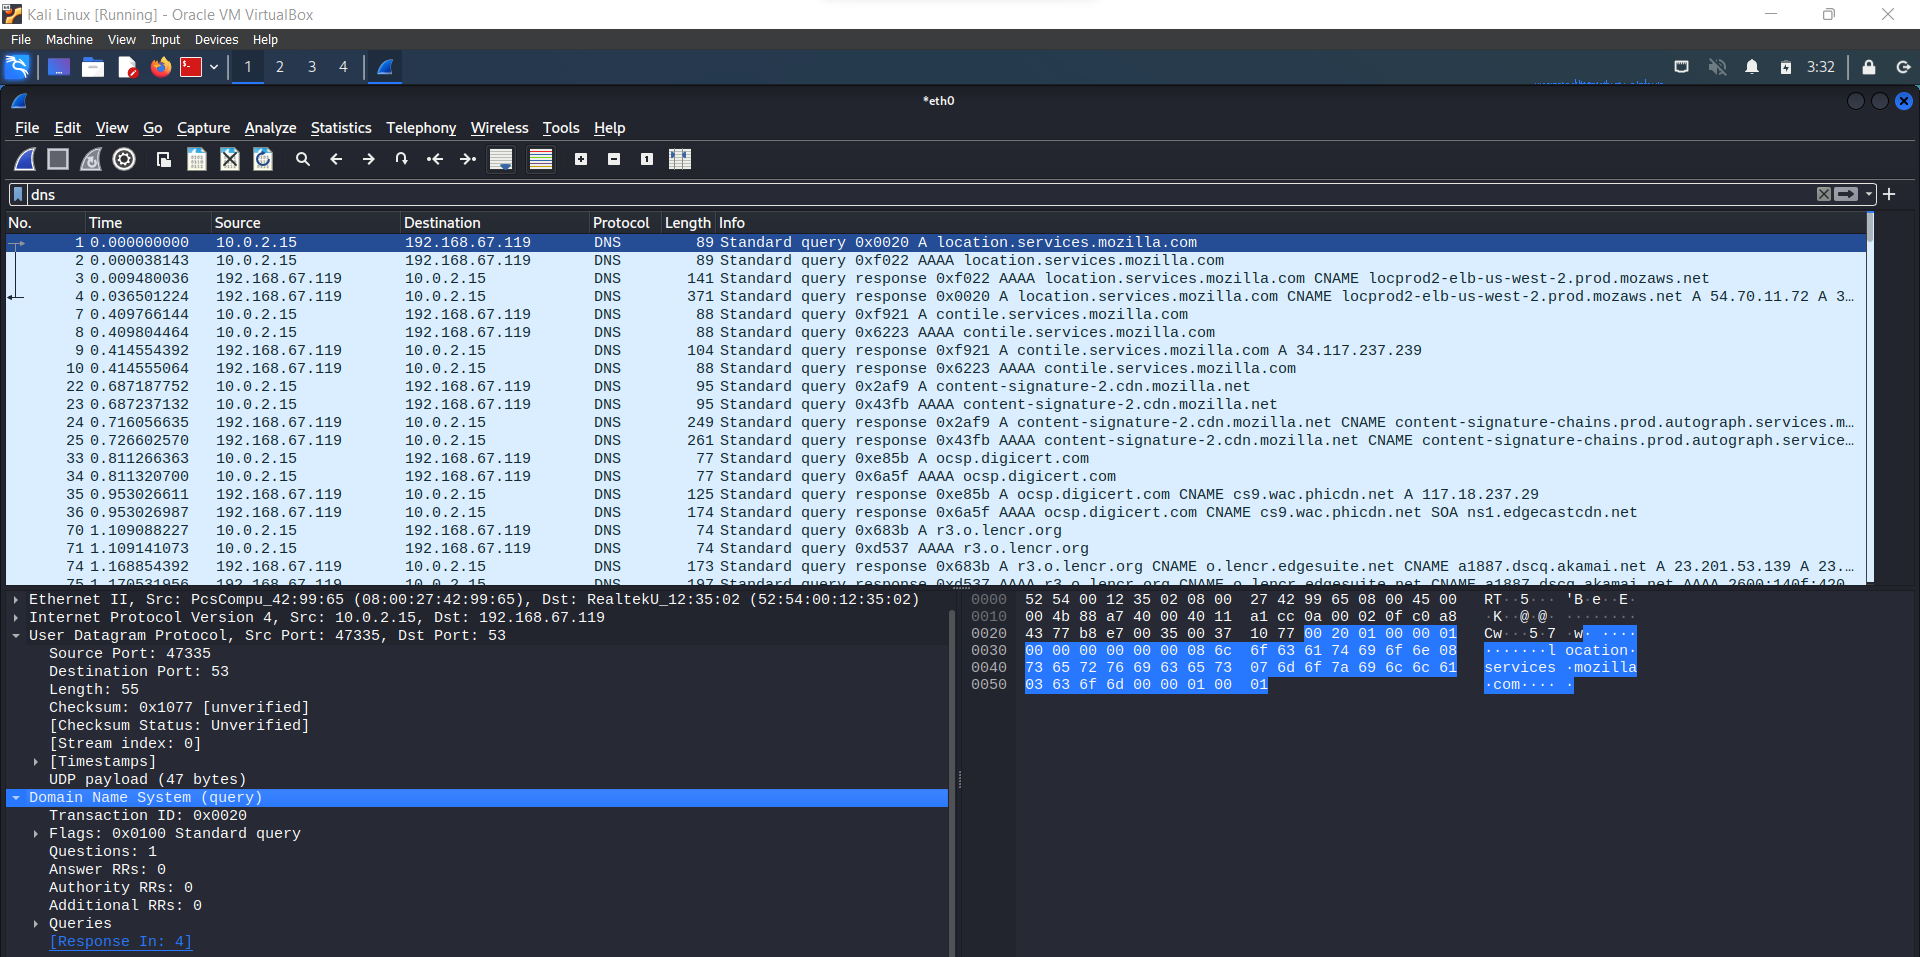 Kali Linux [Running] - Oracle VM VirtualBox
File Machine View Input Devices Help
1 2 3 4 3:32
*eth0
File Edit View Go Capture Analyze Statistics Telephony Wireless Tools Help
dns
No. Time Source Destination Protocol Length Info
1 0.000000000 10.0.2.15 192.168.67.119 DNS 89 Standard query 0x0020 A location.services.mozilla.com
2 0.000038143 10.0.2.15 192.168.67.119 DNS 89 Standard query 0xf022 AAAA location.services.mozilla.com
3 0.009480036 192.168.67.119 10.0.2.15 DNS 141 Standard query response 0xf022 AAAA location.services.mozilla.com CNAME locprod2-elb-us-west-2.prod.mozaws.net
4 0.036501224 192.168.67.119 10.0.2.15 DNS 371 Standard query response 0x0020 A location.services.mozilla.com CNAME locprod2-elb-us-west-2.prod.mozaws.net A 54.70.11.72 A 3…
7 0.409766144 10.0.2.15 192.168.67.119 DNS 88 Standard query 0xf921 A contile.services.mozilla.com
8 0.409804464 10.0.2.15 192.168.67.119 DNS 88 Standard query 0x6223 AAAA contile.services.mozilla.com
9 0.414554392 192.168.67.119 10.0.2.15 DNS 104 Standard query response 0xf921 A contile.services.mozilla.com A 34.117.237.239
10 0.414555064 192.168.67.119 10.0.2.15 DNS 88 Standard query response 0x6223 AAAA contile.services.mozilla.com
22 0.687187752 10.0.2.15 192.168.67.119 DNS 95 Standard query 0x2af9 A content-signature-2.cdn.mozilla.net
23 0.687237132 10.0.2.15 192.168.67.119 DNS 95 Standard query 0x43fb AAAA content-signature-2.cdn.mozilla.net
24 0.716056635 192.168.67.119 10.0.2.15 DNS 249 Standard query response 0x2af9 A content-signature-2.cdn.mozilla.net CNAME content-signature-chains.prod.autograph.services.m…
25 0.726602570 192.168.67.119 10.0.2.15 DNS 261 Standard query response 0x43fb AAAA content-signature-2.cdn.mozilla.net CNAME content-signature-chains.prod.autograph.service…
33 0.811266363 10.0.2.15 192.168.67.119 DNS 77 Standard query 0xe85b A ocsp.digicert.com
34 0.811320700 10.0.2.15 192.168.67.119 DNS 77 Standard query 0x6a5f AAAA ocsp.digicert.com
35 0.953026611 192.168.67.119 10.0.2.15 DNS 125 Standard query response 0xe85b A ocsp.digicert.com CNAME cs9.wac.phicdn.net A 117.18.237.29
36 0.953026987 192.168.67.119 10.0.2.15 DNS 174 Standard query response 0x6a5f AAAA ocsp.digicert.com CNAME cs9.wac.phicdn.net SOA ns1.edgecastcdn.net
70 1.109088227 10.0.2.15 192.168.67.119 DNS 74 Standard query 0x683b A r3.o.lencr.org
71 1.109141073 10.0.2.15 192.168.67.119 DNS 74 Standard query 0xd537 AAAA r3.o.lencr.org
74 1.168854392 192.168.67.119 10.0.2.15 DNS 173 Standard query response 0x683b A r3.o.lencr.org CNAME o.lencr.edgesuite.net CNAME a1887.dscq.akamai.net A 23.201.53.139 A 23.…
75 1.170531956 192.168.67.119 10.0.2.15 DNS 197 Standard query response 0xd537 AAAA r3.o.lencr.org CNAME o.lencr.edgesuite.net CNAME a1887.dscq.akamai.net AAAA 2600:140f:420…
Ethernet II, Src: PcsCompu_42:99:65 (08:00:27:42:99:65), Dst: RealtekU_12:35:02 (52:54:00:12:35:02)
Internet Protocol Version 4, Src: 10.0.2.15, Dst: 192.168.67.119
User Datagram Protocol, Src Port: 47335, Dst Port: 53
Source Port: 47335
Destination Port: 53
Length: 55
Checksum: 0x1077 [unverified]
[Checksum Status: Unverified]
[Stream index: 0]
[Timestamps]
UDP payload (47 bytes)
Domain Name System (query)
Transaction ID: 0x0020
Flags: 0x0100 Standard query
Questions: 1
Answer RRs: 0
Authority RRs: 0
Additional RRs: 0
Queries
[Response In: 4]
0000 52 54 00 12 35 02 08 00 27 42 99 65 08 00 45 00 RT··5··· 'B·e··E·
0010 00 4b 88 a7 40 00 40 11 a1 cc 0a 00 02 0f c0 a8 ·K··@·@· ········
0020 43 77 b8 e7 00 35 00 37 10 77 00 20 01 00 00 01 Cw···5·7 ·w· ····
0030 00 00 00 00 00 00 08 6c 6f 63 61 74 69 6f 6e 08 ·······l ocation·
0040 73 65 72 76 69 63 65 73 07 6d 6f 7a 69 6c 6c 61 services ·mozilla
0050 03 63 6f 6d 00 00 01 00 01 ·com···· ·